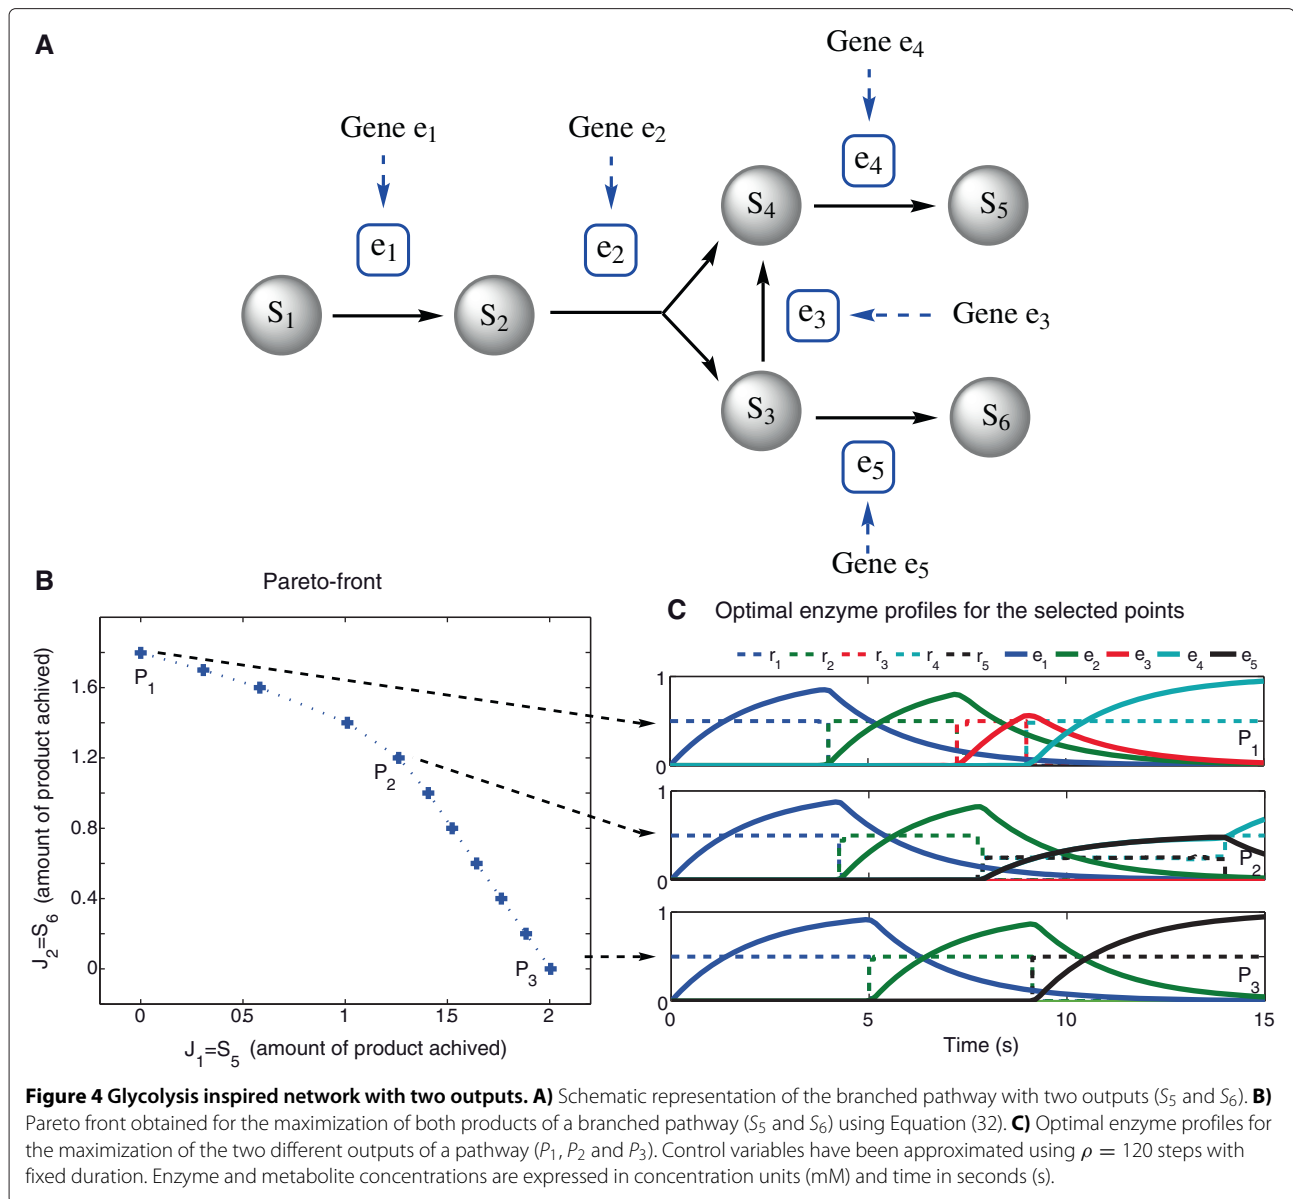 A
Gene e4
Gene e1
Gene e2
e4
S4
S5
e1
e2
S1
S2
e3
Gene e3
S3
S6
e5
Gene e5
B
Pareto-front
J1=S5 (amount of product achived)
J2=S6 (amount of product achived)
0
0.4
0.8
1.2
1.6
0
05
1
15
2
P1
P2
P3
C Optimal enzyme profiles for the selected points
r1 r2 r3 r4 r5 e1 e2 e3 e4 e5
1
0
P1
1
0
P2
1
0
P3
0 5 10 15
Time (s)
Figure 4 Glycolysis inspired network with two outputs. A) Schematic representation of the branched pathway with two outputs (S5 and S6). B)
Pareto front obtained for the maximization of both products of a branched pathway (S5 and S6) using Equation (32). C) Optimal enzyme profiles for
the maximization of the two different outputs of a pathway (P1, P2 and P3). Control variables have been approximated using ρ = 120 steps with
fixed duration. Enzyme and metabolite concentrations are expressed in concentration units (mM) and time in seconds (s).